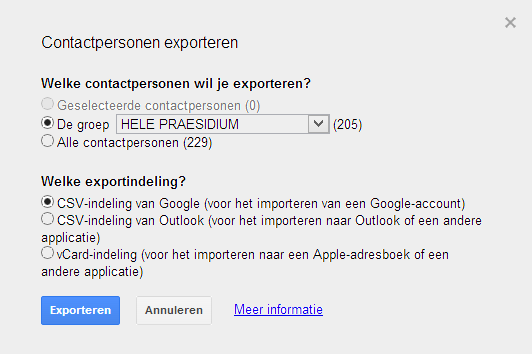 Contactpersonen exporteren
Welke contactpersonen wil je exporteren?
Geselecteerde contactpersonen (0)
De groep HELE PRAESIDIUM (205)
Alle contactpersonen (229)
Welke exportindeling?
CSV-indeling van Google (voor het importeren van een Google-account)
CSV-indeling van Outlook (voor het importeren naar Outlook of een andere
applicatie)
vCard-indeling (voor het importeren naar een Apple-adresboek of een
andere applicatie)
Exporteren Annuleren Meer informatie